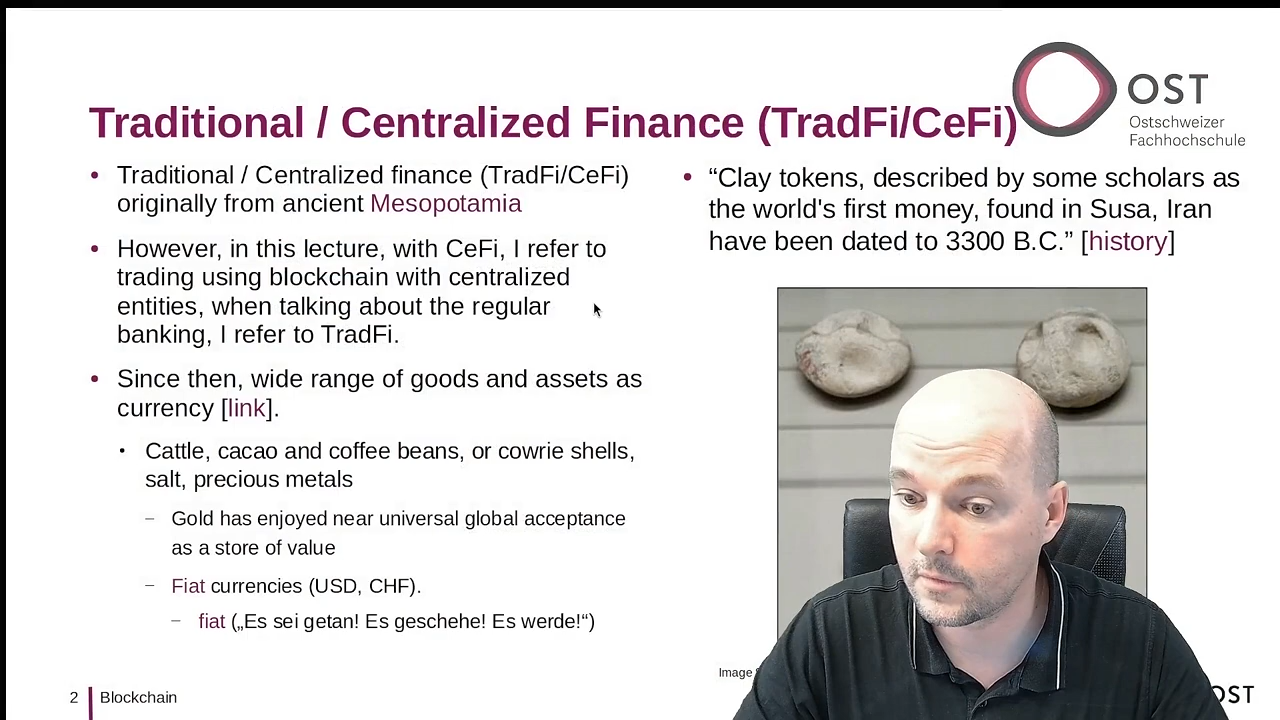 OST
Ostschweizer
Fachhochschule
Traditional / Centralized Finance (TradFi/CeFi)
• Traditional / Centralized finance (TradFi/CeFi)
originally from ancient Mesopotamia
• However, in this lecture, with CeFi, I refer to
trading using blockchain with centralized
entities, when talking about the regular
banking, I refer to TradFi.
• Since then, wide range of goods and assets as
currency [link].
• Cattle, cacao and coffee beans, or cowrie shells,
salt, precious metals
– Gold has enjoyed near universal global acceptance
as a store of value
– Fiat currencies (USD, CHF).
– fiat („Es sei getan! Es geschehe! Es werde!“)
• “Clay tokens, described by some scholars as
the world's first money, found in Susa, Iran
have been dated to 3300 B.C.” [history]
Image
2 Blockchain
OST